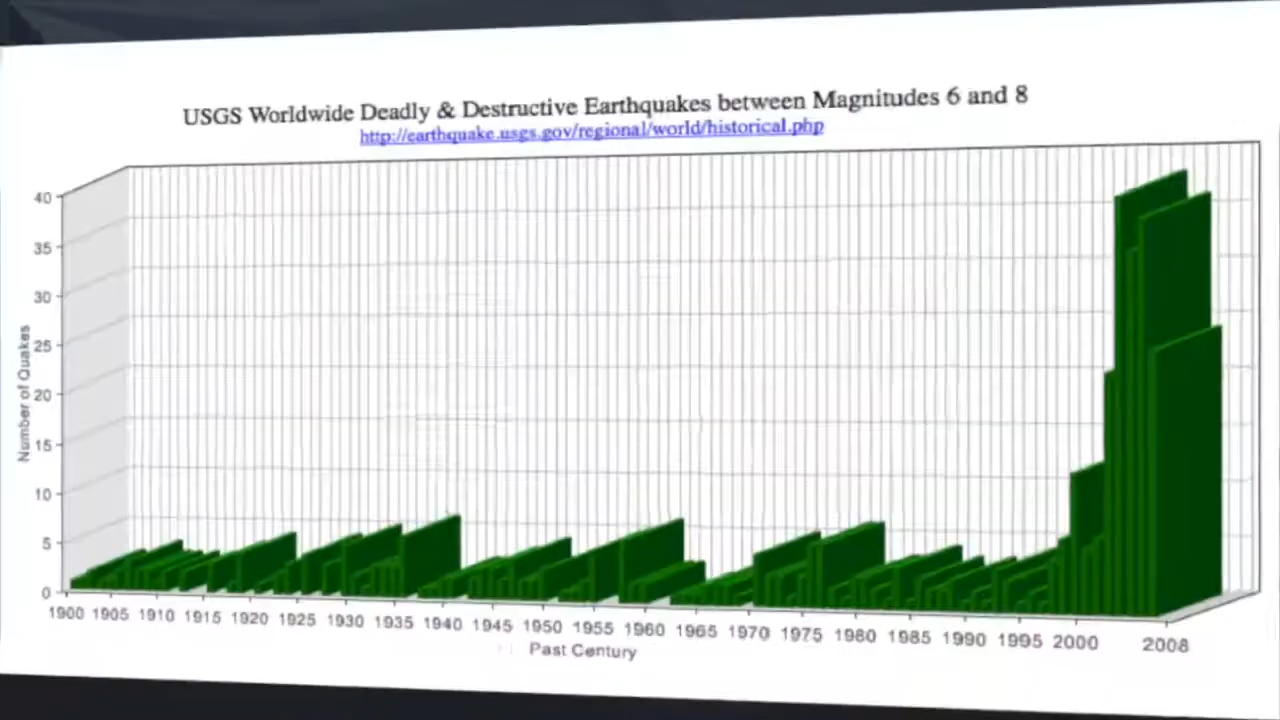 USGS Worldwide Deadly & Destructive Earthquakes between Magnitudes 6 and 8
http://earthquake.usgs.gov/regional/world/historical.php
40
35
30
25
20
15
10
5
0
Number of Quakes
1900 1905 1910 1915 1920 1925 1930 1935 1940 1945 1950 1955 1960 1965 1970 1975 1980 1985 1990 1995 2000 2008
Past Century